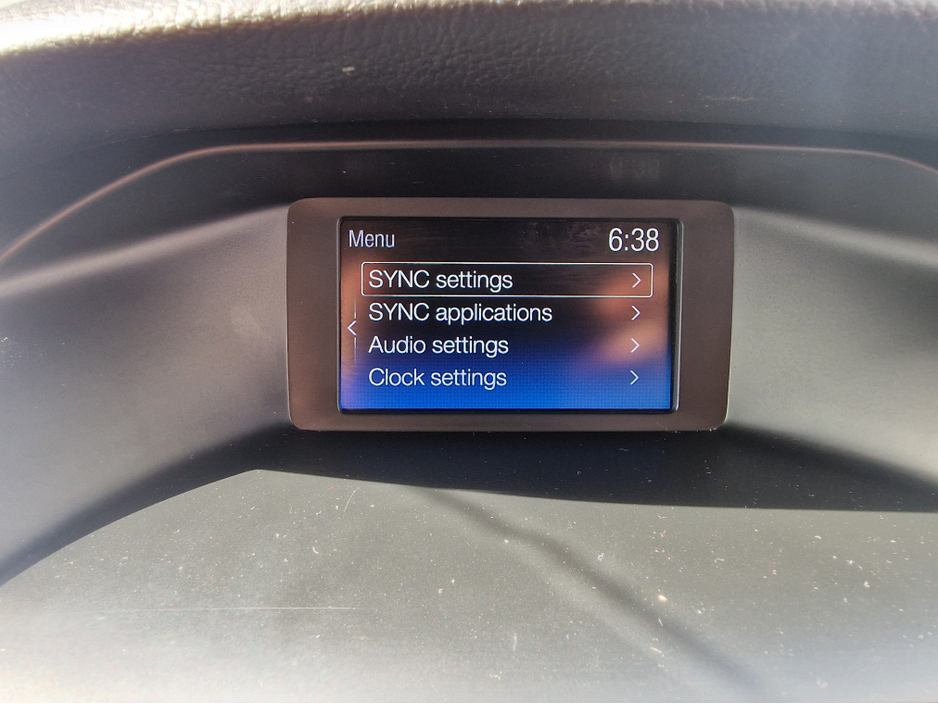 Menu 6:38
SYNC settings
SYNC applications
Audio settings
Clock settings